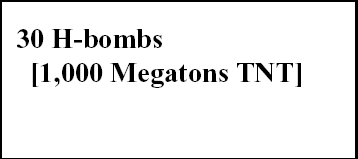 30 H-bombs
[1,000 Megatons TNT]